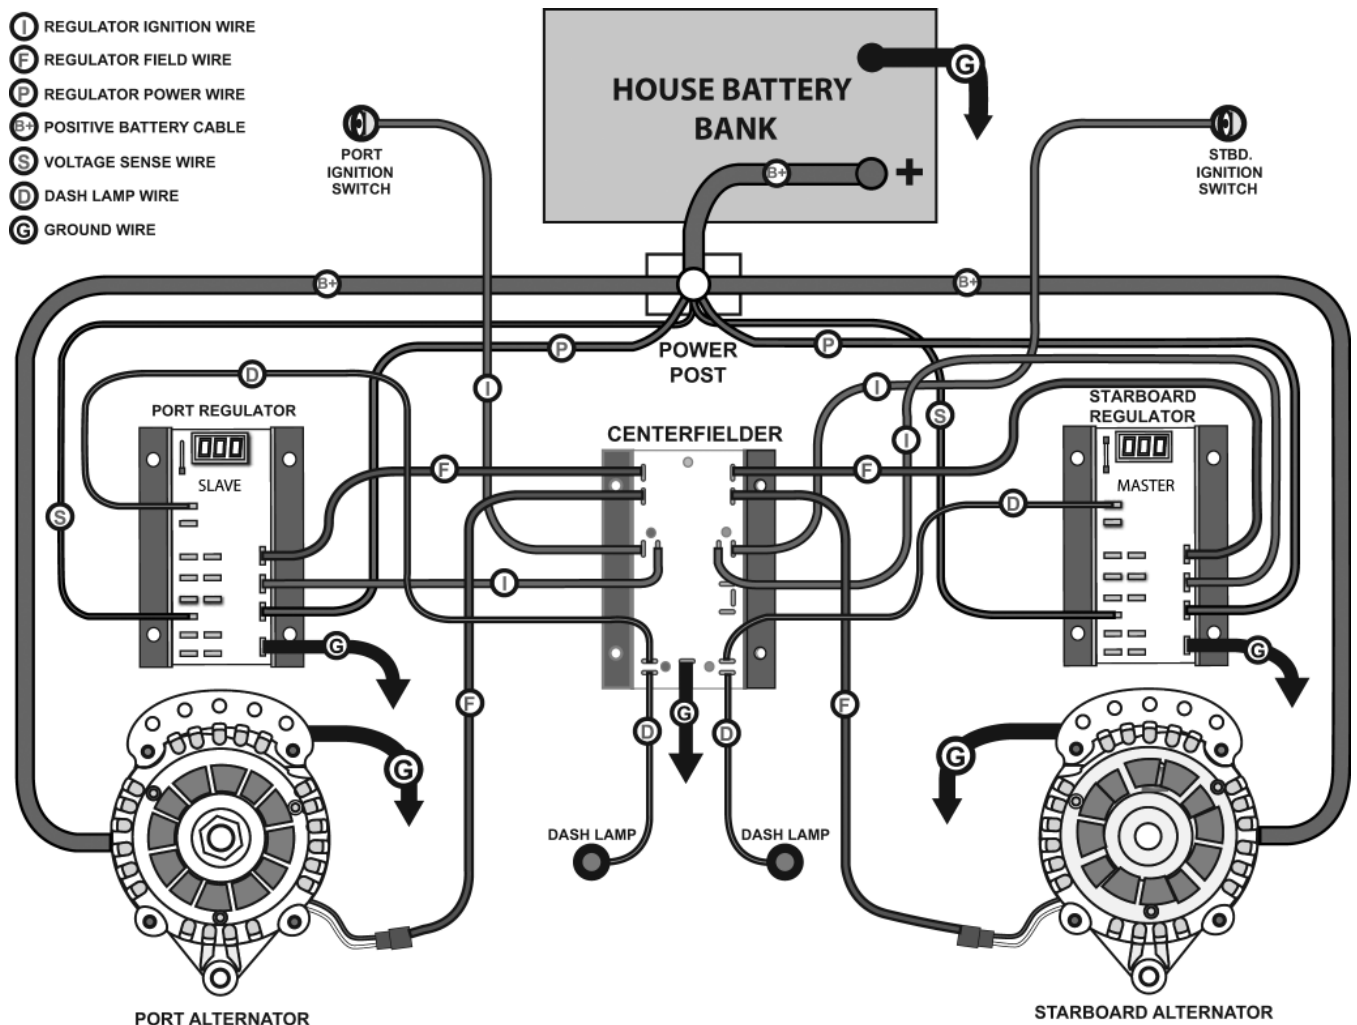 I REGULATOR IGNITION WIRE
F REGULATOR FIELD WIRE
P REGULATOR POWER WIRE
B+ POSITIVE BATTERY CABLE
S VOLTAGE SENSE WIRE
D DASH LAMP WIRE
G GROUND WIRE
HOUSE BATTERY
BANK
G
B+
+
PORT
IGNITION
SWITCH
STBD.
IGNITION
SWITCH
B+
B+
P
P
POWER
POST
D
I
I
S
I
PORT REGULATOR
000
SLAVE
CENTERFIELDER
STARBOARD
REGULATOR
000
MASTER
F
F
S
D
I
G
G
F
G
F
D
D
G
G
DASH LAMP
DASH LAMP
PORT ALTERNATOR
STARBOARD ALTERNATOR